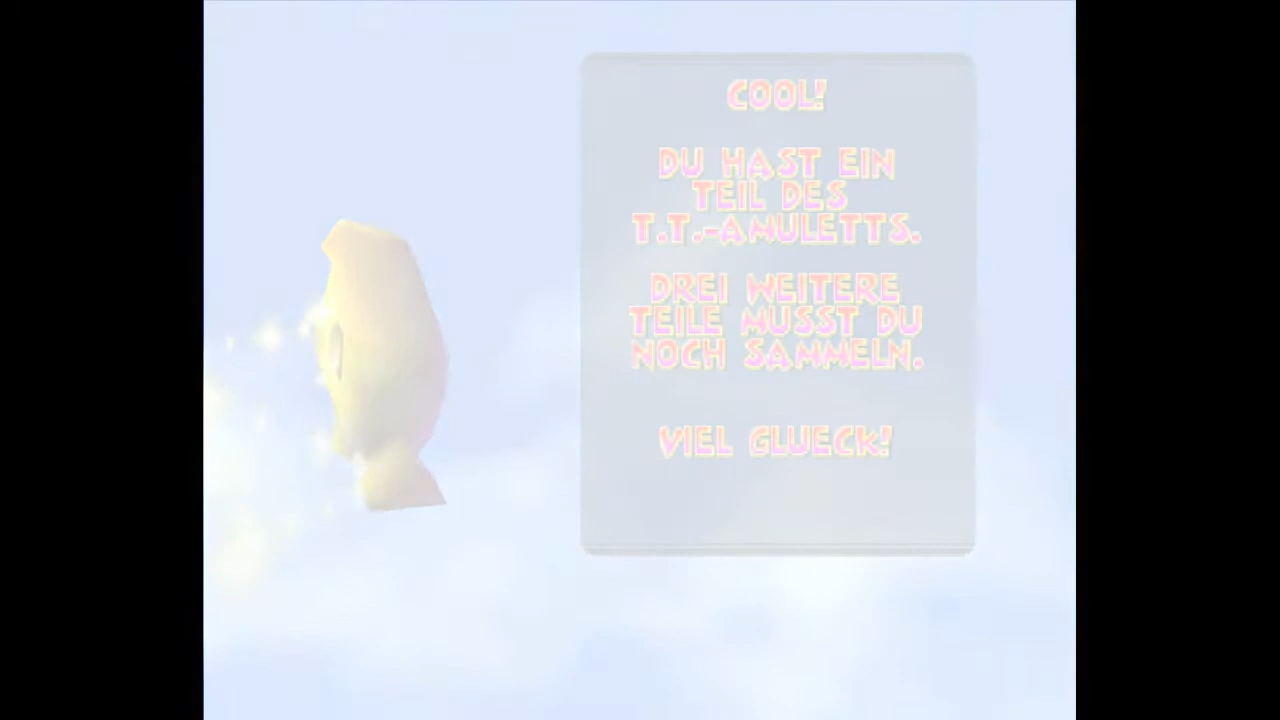 COOL!
DU HAST EIN
TEIL DES
T.T.-AMULETTS.
DREI WEITERE
TEILE MUSST DU
NOCH SAMMELN.
VIEL GLUECK!